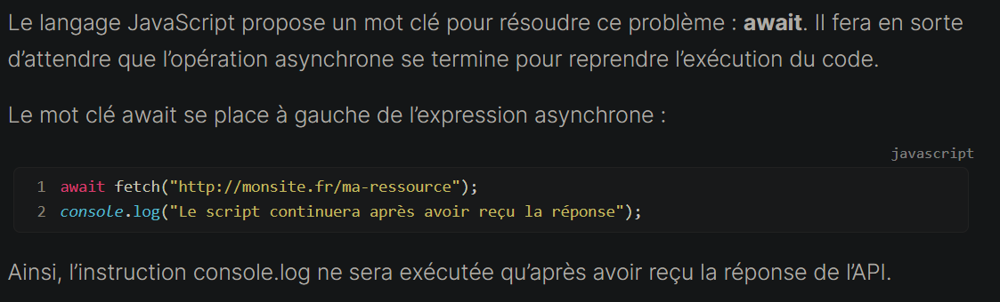 Le langage JavaScript propose un mot clé pour résoudre ce problème : await. Il fera en sorte
d’attendre que l’opération asynchrone se termine pour reprendre l’exécution du code.
Le mot clé await se place à gauche de l’expression asynchrone :
javascript
1 await fetch("http://monsite.fr/ma-ressource");
2 console.log("Le script continuera après avoir reçu la réponse");
Ainsi, l’instruction console.log ne sera exécutée qu’après avoir reçu la réponse de l’API.